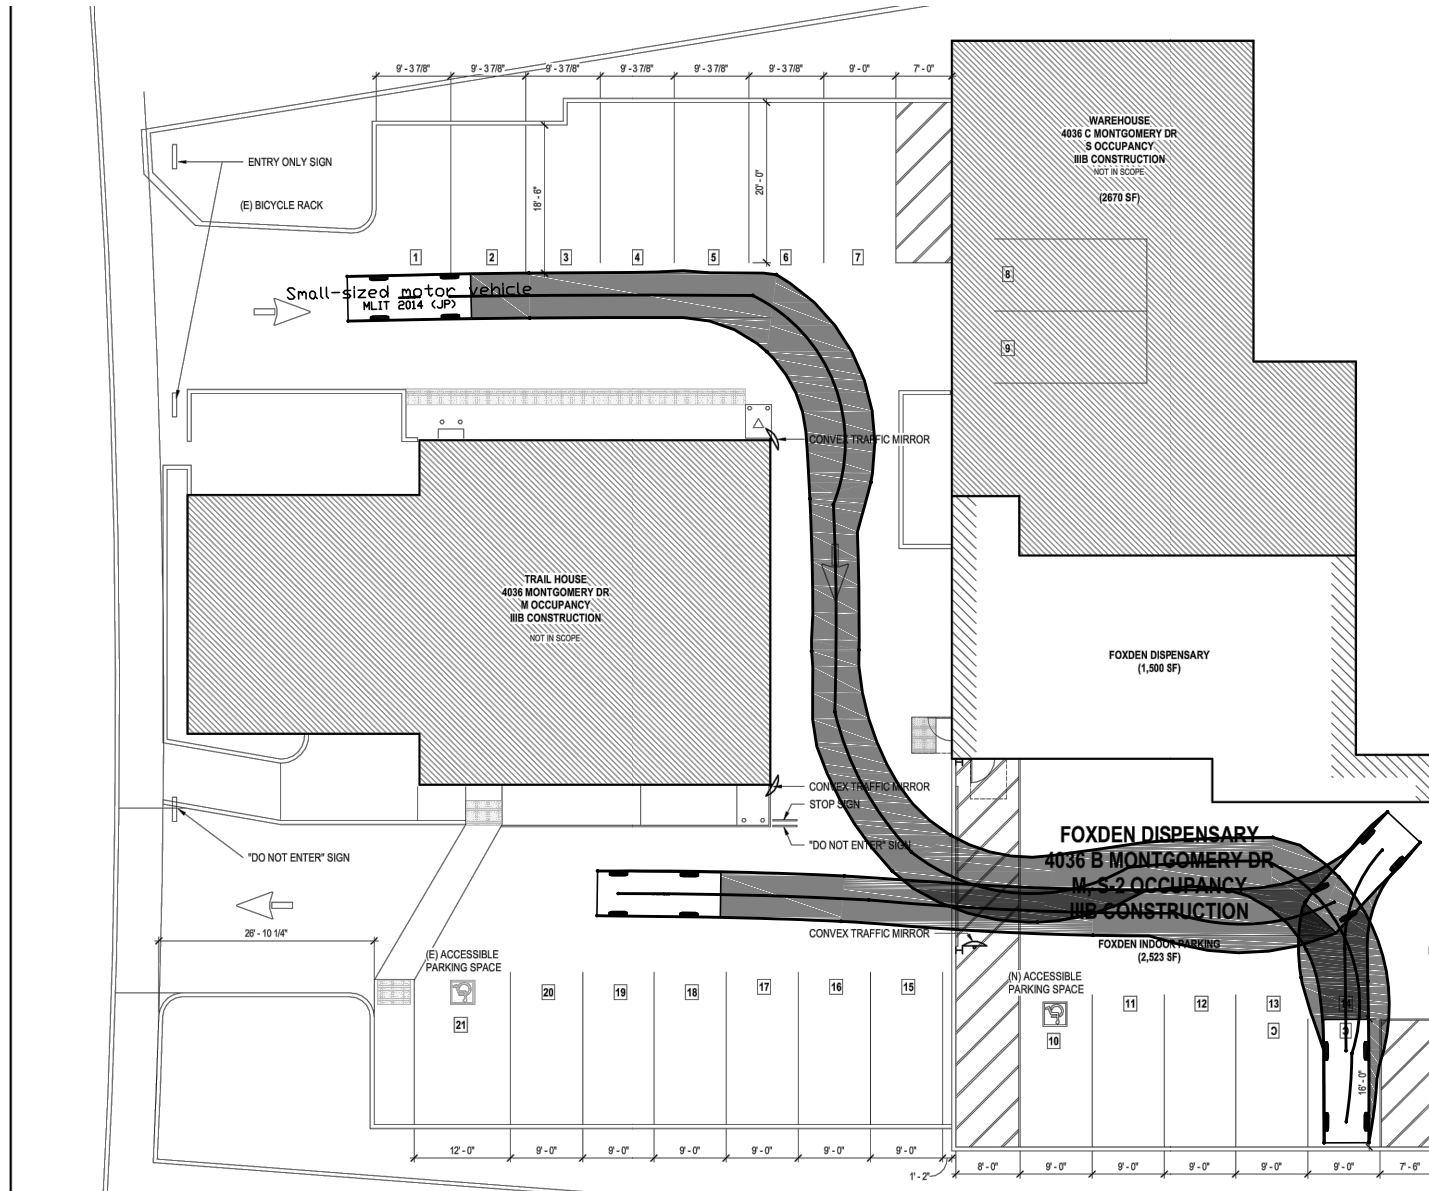 9' - 3 7/8" 9' - 3 7/8" 9' - 3 7/8" 9' - 3 7/8" 9' - 3 7/8" 9' - 3 7/8" 9' - 0" 7' - 0"
WAREHOUSE
4036 C MONTGOMERY DR
S OCCUPANCY
IIIB CONSTRUCTION
NOT IN SCOPE
(2670 SF)
ENTRY ONLY SIGN
(E) BICYCLE RACK
18' - 6"
20' - 0"
1 2 3 4 5 6 7
8
9
Small-sized motor vehicle
MLIT 2014 (JP)
CONVEX TRAFFIC MIRROR
TRAIL HOUSE
4036 MONTGOMERY DR
M OCCUPANCY
IIIB CONSTRUCTION
NOT IN SCOPE
FOXDEN DISPENSARY
(1,500 SF)
CONVEX TRAFFIC MIRROR
STOP SIGN
"DO NOT ENTER" SIGN
"DO NOT ENTER" SIGN
FOXDEN DISPENSARY
4036 B MONTGOMERY DR
M, S-2 OCCUPANCY
IIIB CONSTRUCTION
FOXDEN INDOOR PARKING
(2,523 SF)
CONVEX TRAFFIC MIRROR
26' - 10 1/4"
(E) ACCESSIBLE
PARKING SPACE
(N) ACCESSIBLE
PARKING SPACE
21 20 19 18 17 16 15
10 11 12 13 14
C C
16' - 0"
12' - 0" 9' - 0" 9' - 0" 9' - 0" 9' - 0" 9' - 0" 9' - 0"
1' - 2"
8' - 0" 9' - 0" 9' - 0" 9' - 0" 9' - 0" 9' - 0" 7' - 6"